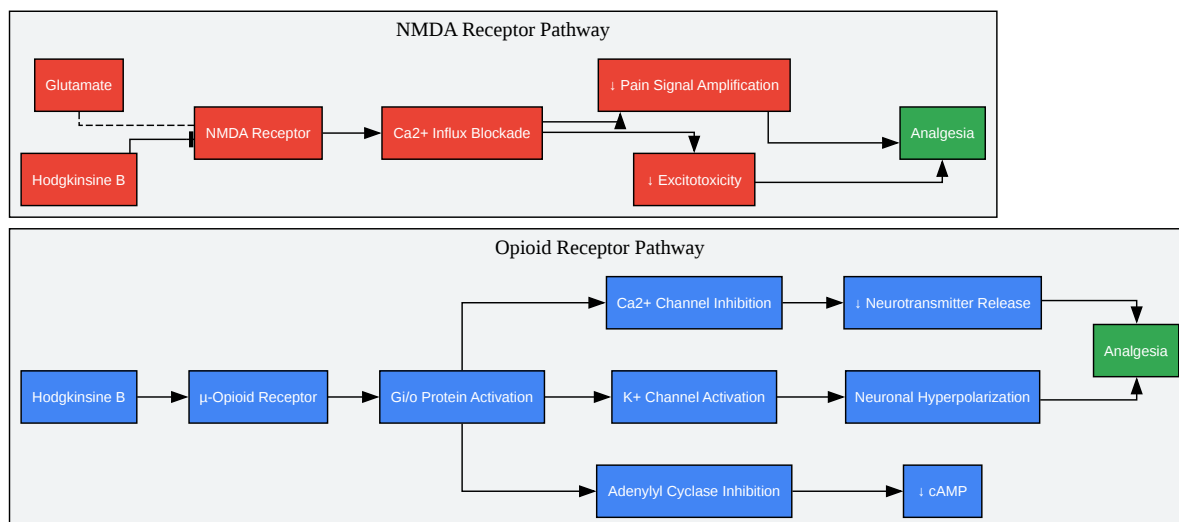 NMDA Receptor Pathway
Glutamate
↓ Pain Signal Amplification
NMDA Receptor
Ca2+ Influx Blockade
Analgesia
Hodgkinsine B
↓ Excitotoxicity
Opioid Receptor Pathway
Ca2+ Channel Inhibition
↓ Neurotransmitter Release
Analgesia
Hodgkinsine B
µ-Opioid Receptor
Gi/o Protein Activation
K+ Channel Activation
Neuronal Hyperpolarization
Adenylyl Cyclase Inhibition
↓ cAMP